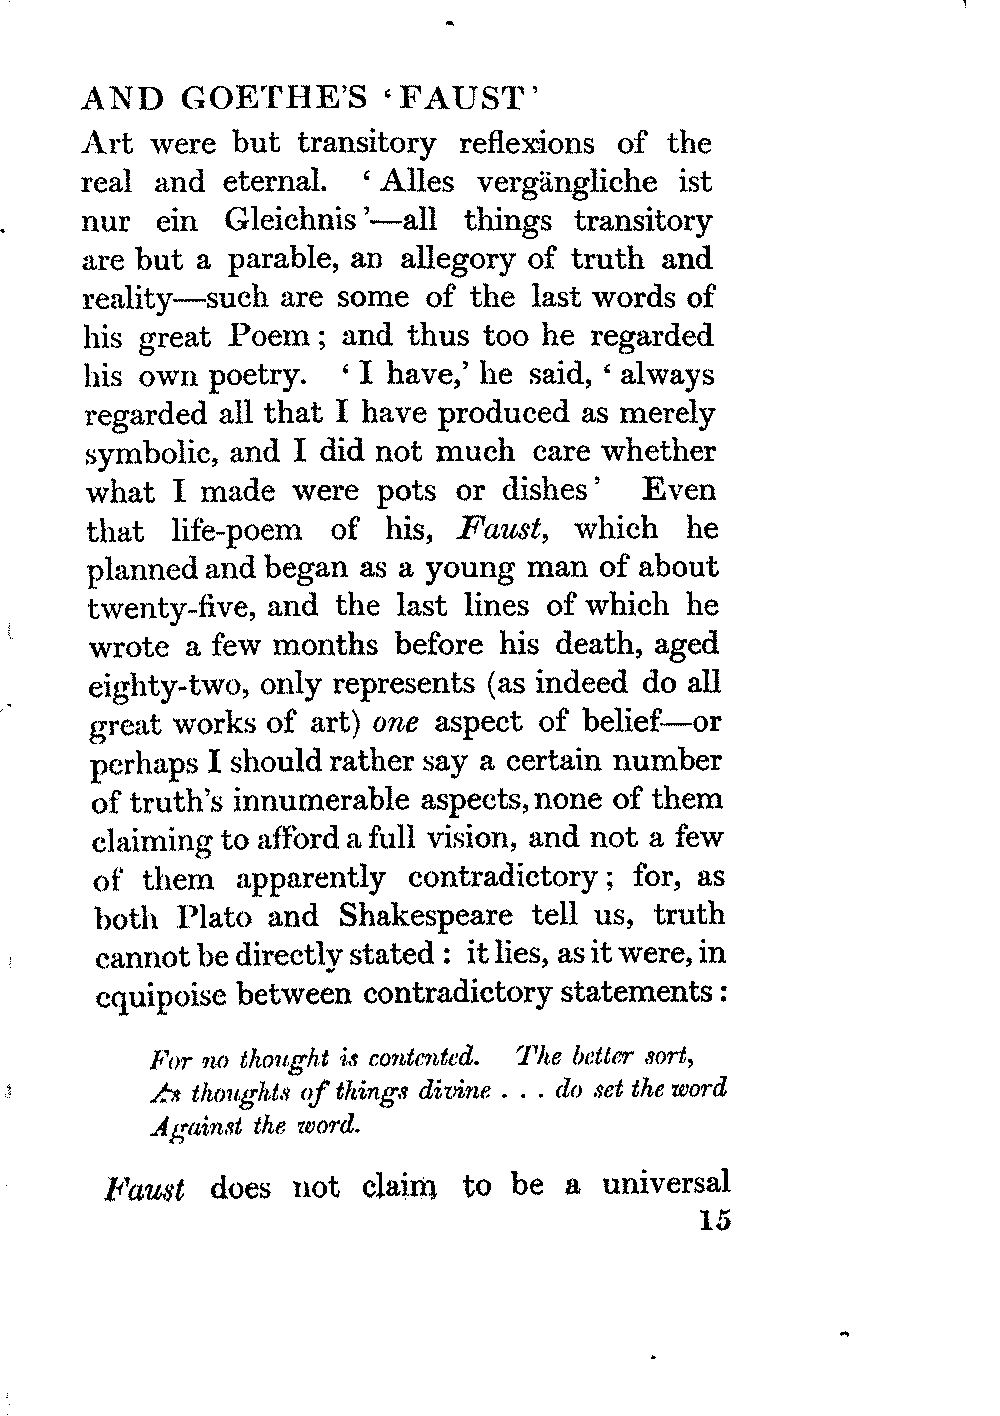 AND GOETHE'S ‘FAUST’
Art were but transitory reflexions of the
real and eternal. ‘Alles vergängliche ist
nur ein Gleichnis’—all things transitory
are but a parable, an allegory of truth and
reality—such are some of the last words of
his great Poem; and thus too he regarded
his own poetry. ‘I have,’ he said, ‘always
regarded all that I have produced as merely
symbolic, and I did not much care whether
what I made were pots or dishes’ Even
that life-poem of his, Faust, which he
planned and began as a young man of about
twenty-five, and the last lines of which he
wrote a few months before his death, aged
eighty-two, only represents (as indeed do all
great works of art) one aspect of belief—or
perhaps I should rather say a certain number
of truth's innumerable aspects, none of them
claiming to afford a full vision, and not a few
of them apparently contradictory; for, as
both Plato and Shakespeare tell us, truth
cannot be directly stated: it lies, as it were, in
equipoise between contradictory statements:
For no thought is contented. The better sort,
As thoughts of things divine . . . do set the word
Against the word.
Faust does not claim to be a universal
15